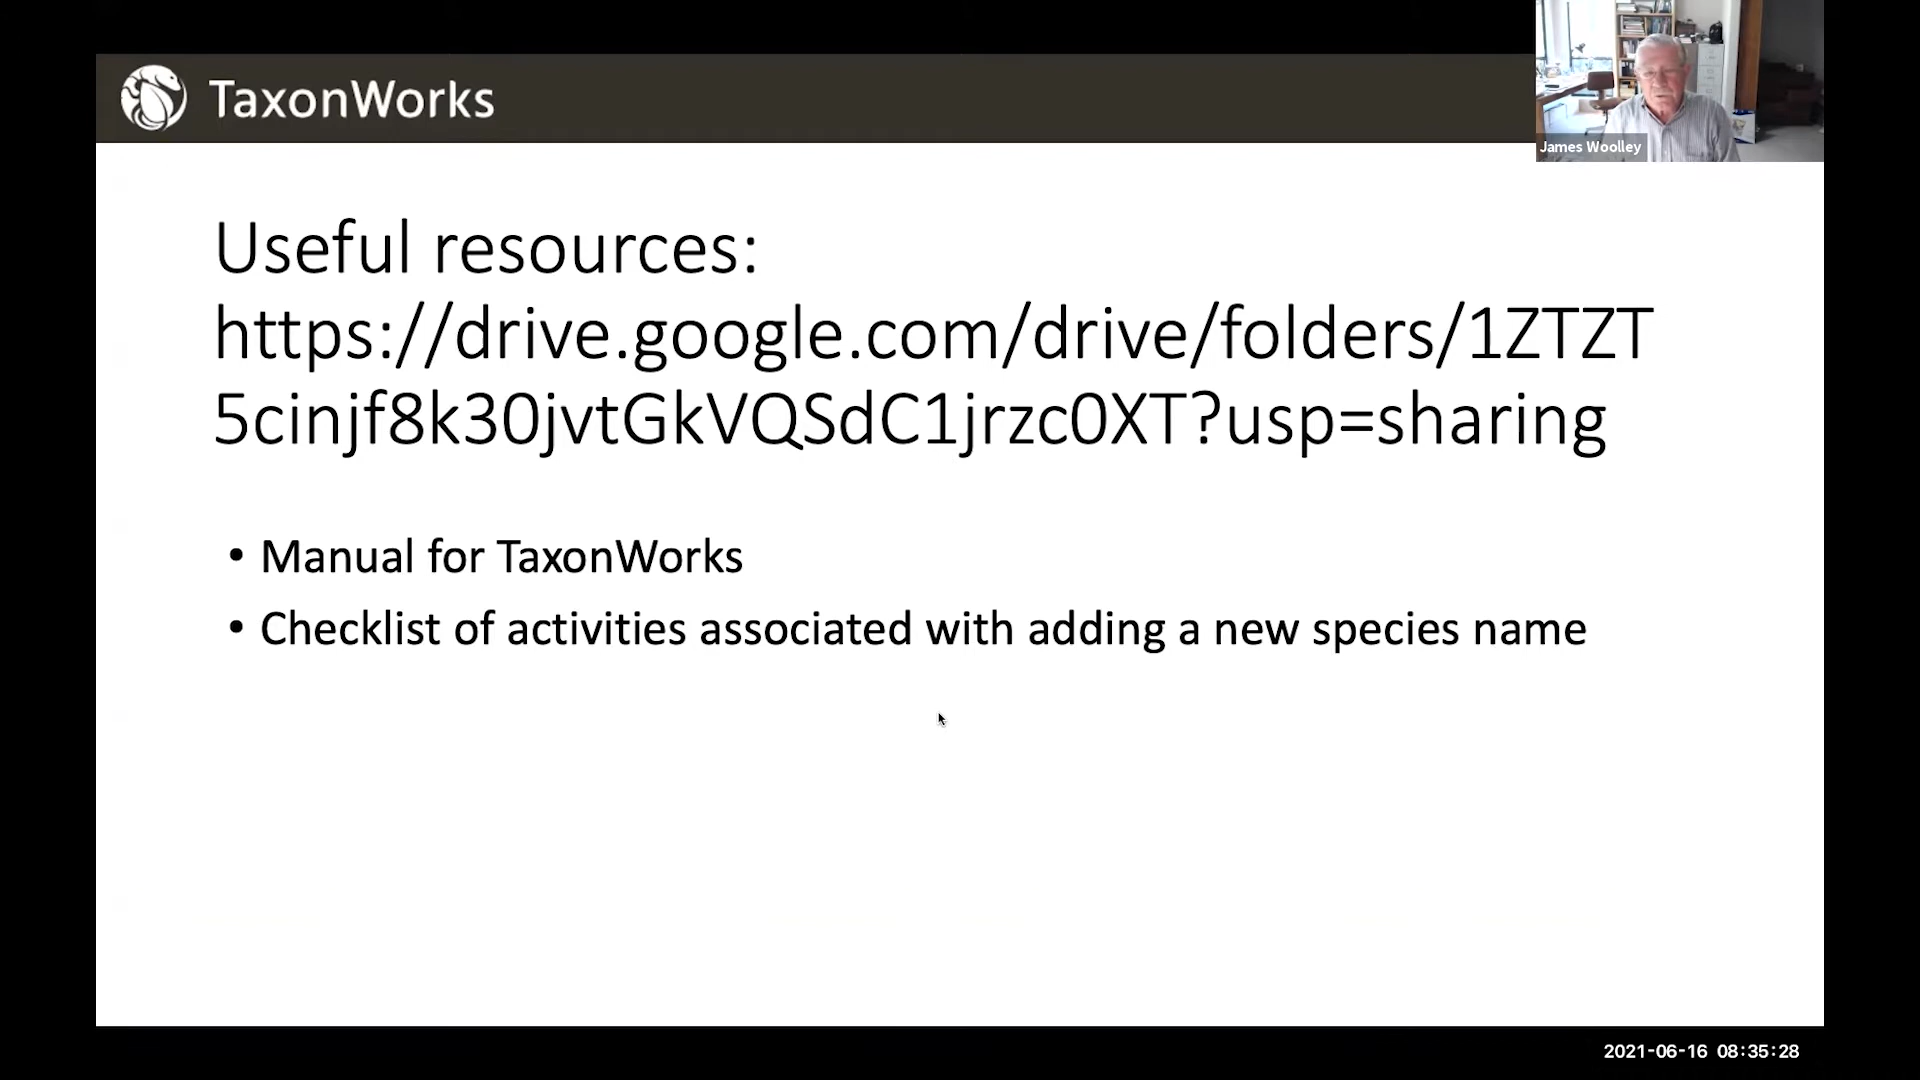 TaxonWorks
James Woolley
Useful resources:
https://drive.google.com/drive/folders/1ZTZT
5cinjf8k30jvtGkVQSdC1jrzc0XT?usp=sharing
• Manual for TaxonWorks
• Checklist of activities associated with adding a new species name
2021-06-16 08:35:28